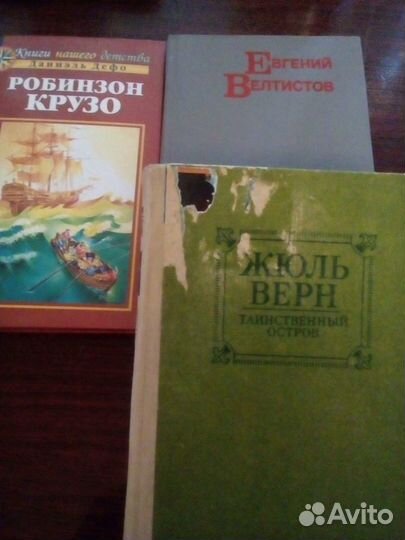 Книги нашего детства
Даниэль Дефо
РОБИНЗОН
КРУЗО
ЕВГЕНИЙ
ВЕЛТИСТОВ
ЖЮЛЬ
ВЕРН
ТАИНСТВЕННЫЙ
ОСТРОВ
Avito